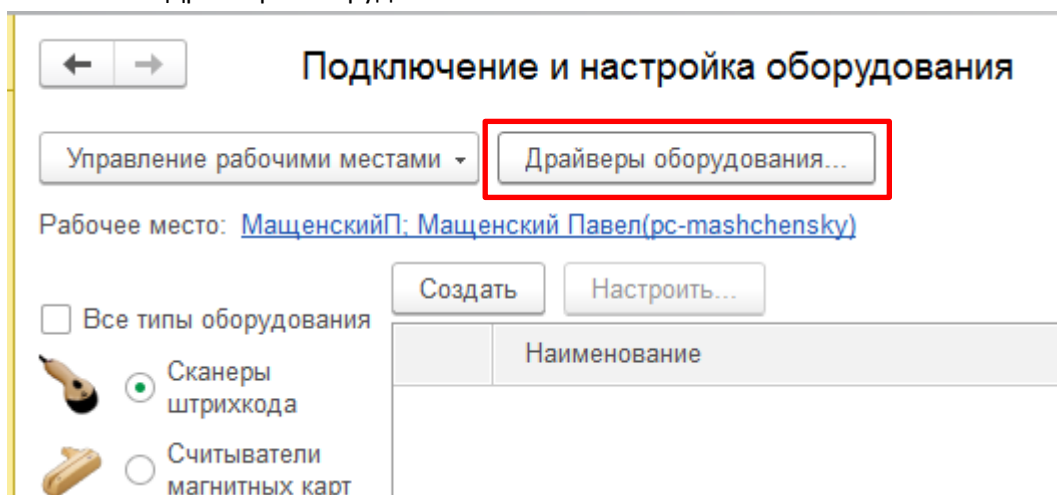 Подключение и настройка оборудования
Управление рабочими местами
Драйверы оборудования...
Рабочее место: МащенскийП; Мащенский Павел(pc-mashchensky)
Создать
Настроить...
Все типы оборудования
Наименование
Сканеры
штрихкода
Считыватели
магнитных карт